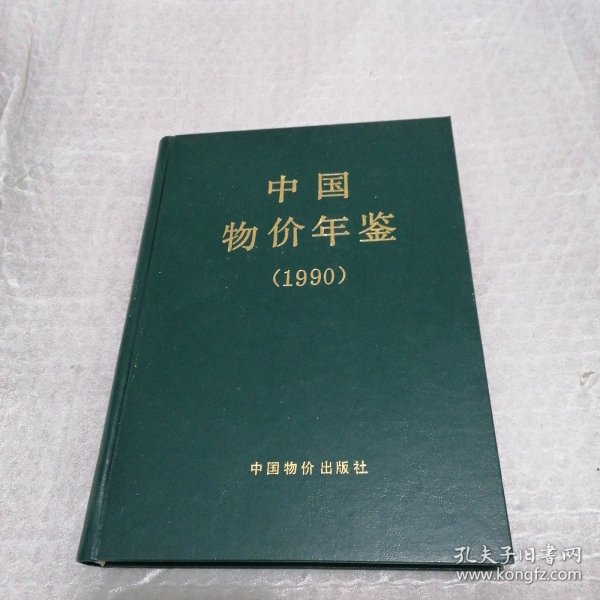 中国
物价年鉴
(1990)
中国物价出版社
孔夫子旧书网
www.kongfz.com